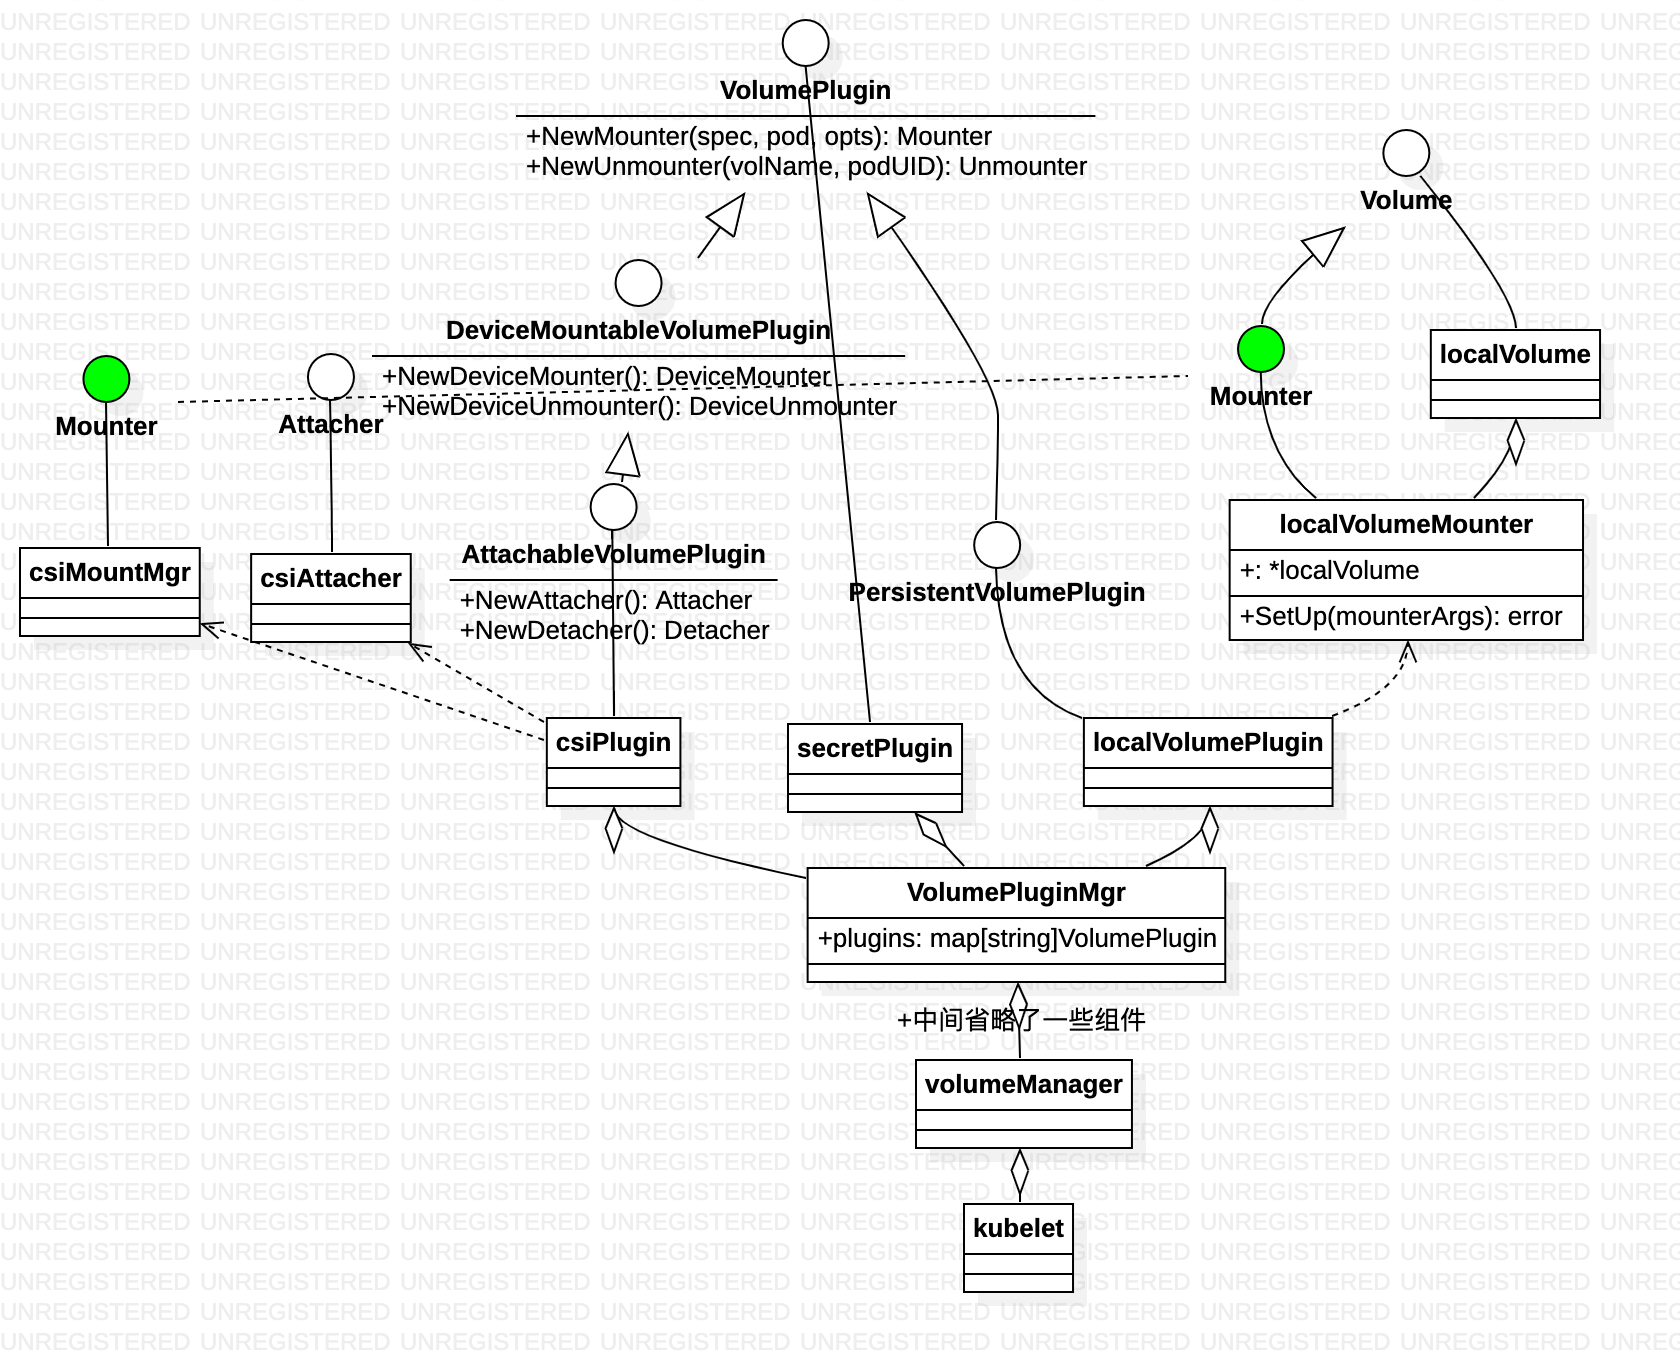 VolumePlugin
+NewMounter(spec, pod, opts): Mounter
+NewUnmounter(volName, podUID): Unmounter
Volume
DeviceMountableVolumePlugin
+NewDeviceMounter(): DeviceMounter
+NewDeviceUnmounter(): DeviceUnmounter
Mounter
Attacher
Mounter
localVolume
csiMountMgr
csiAttacher
AttachableVolumePlugin
+NewAttacher(): Attacher
+NewDetacher(): Detacher
PersistentVolumePlugin
localVolumeMounter
+: *localVolume
+SetUp(mounterArgs): error
csiPlugin
secretPlugin
localVolumePlugin
VolumePluginMgr
+plugins: map[string]VolumePlugin
+中间省略了一些组件
volumeManager
kubelet
UNREGISTERED